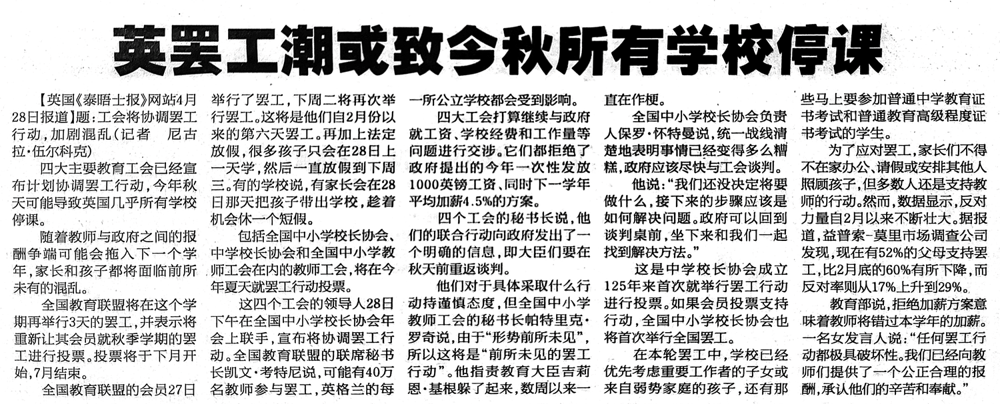 英罢工潮或致今秋所有学校停课
【英国《泰晤士报》网站4月
28日报道】题：工会将协调罢工
行动，加剧混乱（记者 尼古
拉·伍尔科克）
四大主要教育工会已经宣
布计划协调罢工行动，今年秋
天可能导致英国几乎所有学校
停课。
随着教师与政府之间的报
酬争端可能会拖入下一个学
年，家长和孩子都将面临前所
未有的混乱。
全国教育联盟将在这个学
期再举行3天的罢工，并表示将
重新让其会员就秋季学期的罢
工进行投票。投票将于下月开
始，7月结束。
全国教育联盟的会员27日
举行了罢工，下周二将再次举
行罢工。这将是他们自2月份以
来的第六天罢工。再加上法定
放假，很多孩子只会在28日上
一天学，然后一直放假到下周
三。有的学校说，有家长会在28
日那天把孩子带出学校，趁着
机会休一个短假。
包括全国中小学校长协会、
中学校长协会和全国中小学教
师工会在内的教师工会，将在今
年夏天就罢工行动投票。
这四个工会的领导人28日
下午在全国中小学校长协会年
会上联手，宣布将协调罢工行
动。全国教育联盟的联席秘书
长凯文·考特尼说，可能有40万
名教师参与罢工，英格兰的每
一所公立学校都会受到影响。
四大工会打算继续与政府
就工资、学校经费和工作量等
问题进行交涉。它们都拒绝了
政府提出的今年一次性发放
1000英镑工资、同时下一学年
平均加薪4.5%的方案。
四个工会的秘书长说，他
们的联合行动向政府发出了一
个明确的信息，即大臣们要在
秋天前重返谈判。
他们对于具体采取什么行
动持谨慎态度，但全国中小学
教师工会的秘书长帕特里克·
罗奇说，由于“形势前所未见”，
所以这将是“前所未见的罢工
行动”。他指责教育大臣吉莉
恩·基根躲了起来，数周以来一
直在作梗。
全国中小学校长协会负责
人保罗·怀特曼说，统一战线清
楚地表明事情已经变得多么糟
糕，政府应该尽快与工会谈判。
他说：“我们还没决定将要
做什么，接下来的步骤应该是
如何解决问题。政府可以回到
谈判桌前，坐下来和我们一起
找到解决方法。”
这是中学校长协会成立
125年来首次就举行罢工行动
进行投票。如果会员投票支持
行动，全国中小学校长协会也
将首次举行全国罢工。
在本轮罢工中，学校已经
优先考虑重要工作者的子女或
来自弱势家庭的孩子，还有那
些马上要参加普通中学教育证
书考试和普通教育高级程度证
书考试的学生。
为了应对罢工，家长们不得
不在家办公、请假或安排其他人
照顾孩子，但多数人还是支持教
师的行动。然而，数据显示，反对
力量自2月以来不断壮大。据报
道，益普索-莫里市场调查公司
发现，现在有52%的父母支持罢
工，比2月底的60%有所下降，而
反对率则从17%上升到29%。
教育部说，拒绝加薪方案意
味着教师将错过本学年的加薪。
一名女发言人说：“任何罢工行
动都极具破坏性。我们已经向教
师们提供了一个公正合理的报
酬，承认他们的辛苦和奉献。”